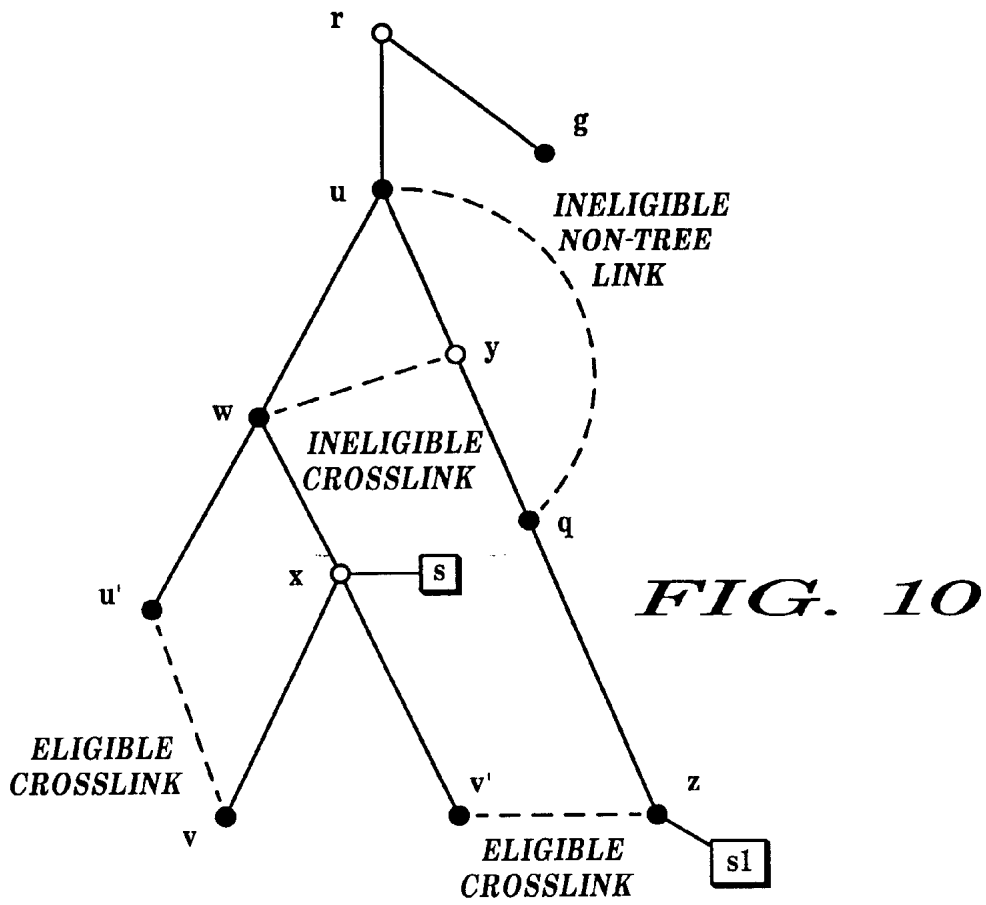 r
g
u
INELIGIBLE
NON-TREE
LINK
y
w
INELIGIBLE
CROSSLINK
q
x
s
u'
FIG. 10
ELIGIBLE
CROSSLINK
v
v'
z
ELIGIBLE
CROSSLINK
s1